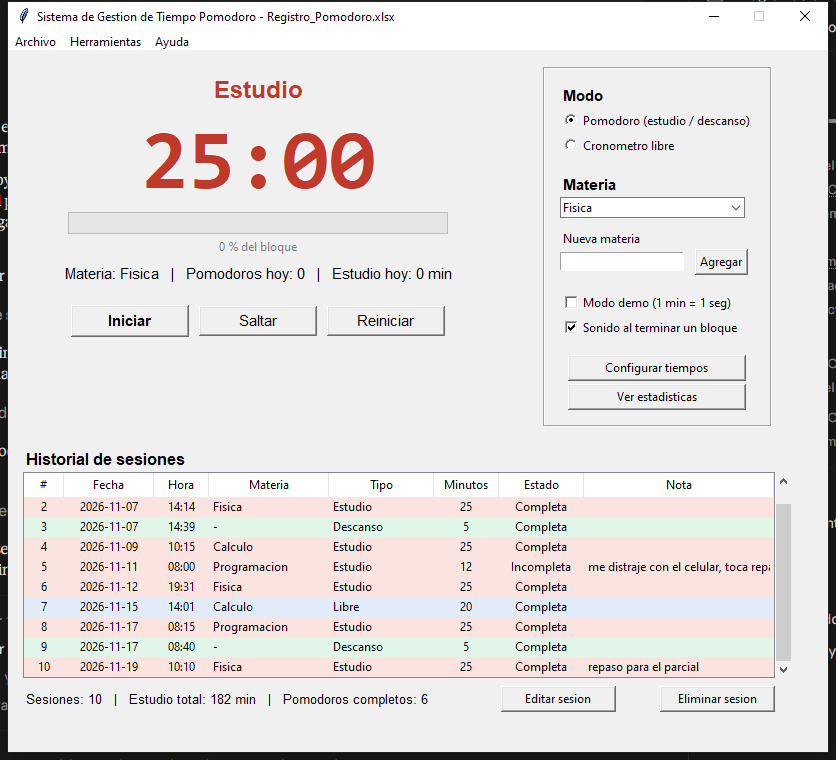 Sistema de Gestion de Tiempo Pomodoro - Registro_Pomodoro.xlsx
Archivo Herramientas Ayuda
Estudio
25:00
0 % del bloque
Materia: Fisica | Pomodoros hoy: 0 | Estudio hoy: 0 min
Iniciar Saltar Reiniciar
Modo
Pomodoro (estudio / descanso)
Cronometro libre
Materia
Fisica
Nueva materia
Agregar
Modo demo (1 min = 1 seg)
Sonido al terminar un bloque
Configurar tiempos
Ver estadisticas
Historial de sesiones
# Fecha Hora Materia Tipo Minutos Estado Nota
2 2026-11-07 14:14 Fisica Estudio 25 Completa
3 2026-11-07 14:39 - Descanso 5 Completa
4 2026-11-09 10:15 Calculo Estudio 25 Completa
5 2026-11-11 08:00 Programacion Estudio 12 Incompleta me distraje con el celular, toca repa
6 2026-11-12 19:31 Fisica Estudio 25 Completa
7 2026-11-15 14:01 Calculo Libre 20 Completa
8 2026-11-17 08:15 Programacion Estudio 25 Completa
9 2026-11-17 08:40 - Descanso 5 Completa
10 2026-11-19 10:10 Fisica Estudio 25 Completa repaso para el parcial
Sesiones: 10 | Estudio total: 182 min | Pomodoros completos: 6
Editar sesion Eliminar sesion